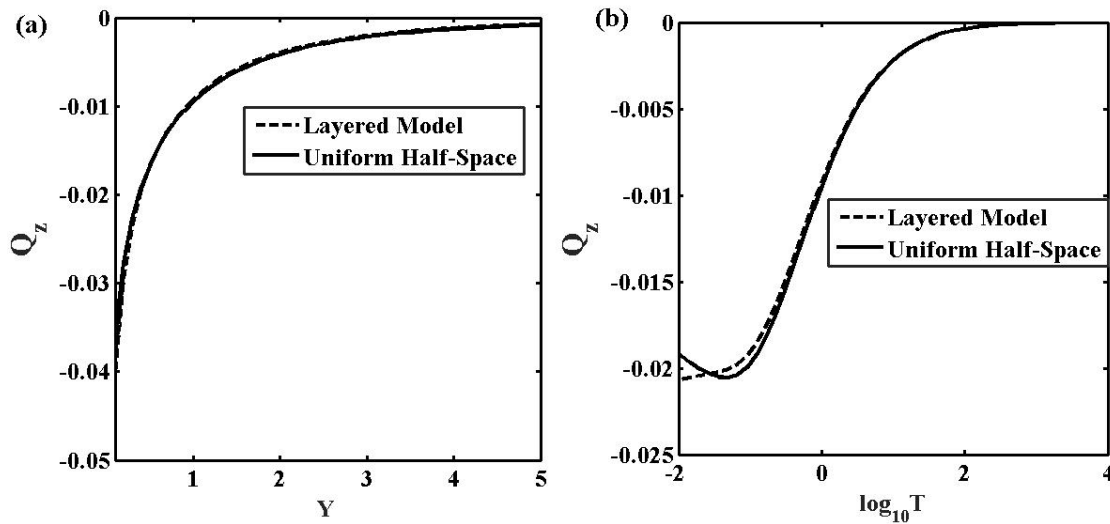 (a)
0
-0.01
-0.02
-0.03
-0.04
-0.05
Q_z
1
2
3
4
5
Y
Layered Model
Uniform Half-Space
(b)
0
-0.005
-0.01
-0.015
-0.02
-0.025
Q_z
-2
0
2
4
log₁₀T
Layered Model
Uniform Half-Space